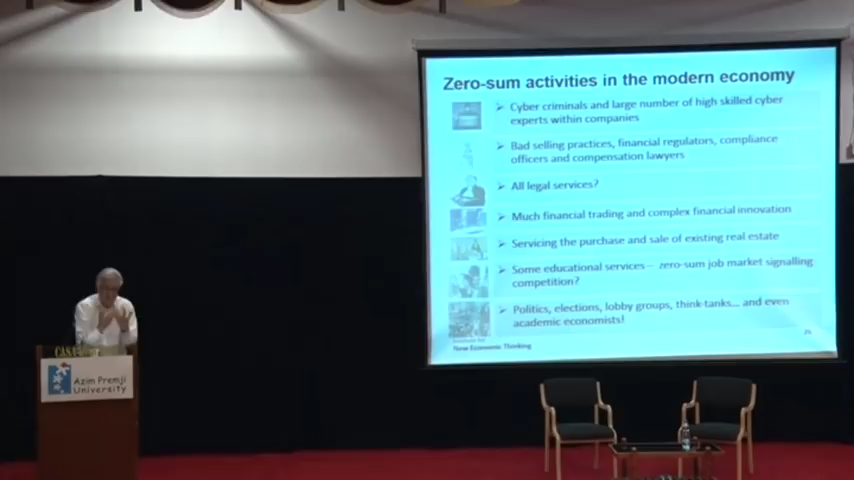 Zero-sum activities in the modern economy
Cyber criminals and large number of high skilled cyber
experts within companies
Bad selling practices, financial regulators, compliance
officers and compensation lawyers
All legal services?
Much financial trading and complex financial innovation
Servicing the purchase and sale of existing real estate
Some educational services – zero-sum job market signalling
competition?
Politics, elections, lobby groups, think-tanks… and even
academic economists!
New Economic Thinking
Azim Premji
University